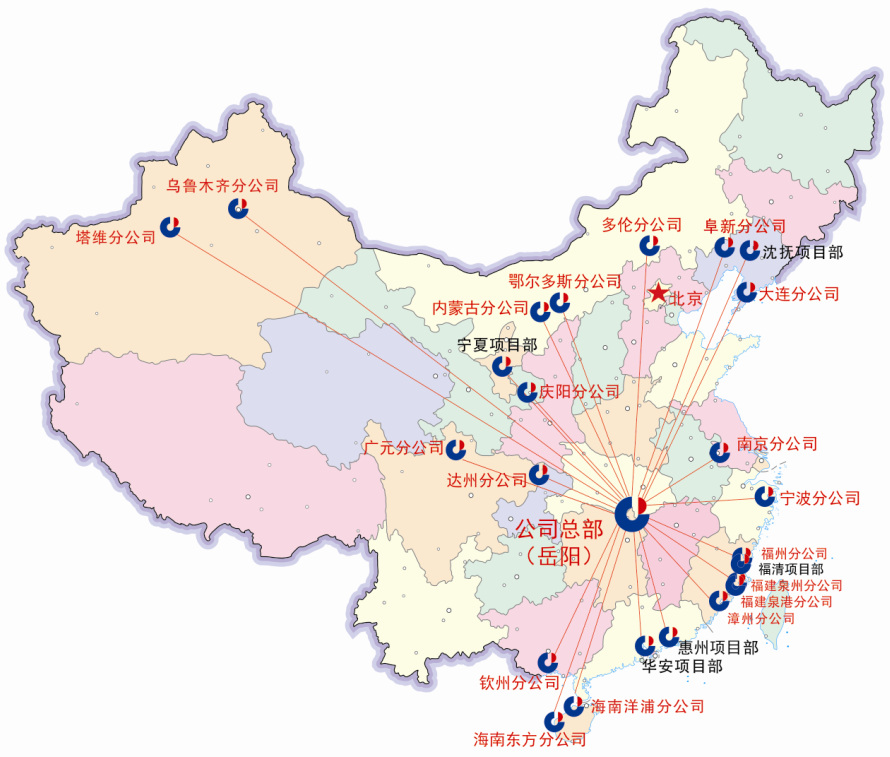 乌鲁木齐分公司
塔维分公司
多伦分公司
阜新分公司
沈抚项目部
鄂尔多斯分公司
北京
大连分公司
内蒙古分公司
宁夏项目部
庆阳分公司
广元分公司
南京分公司
达州分公司
宁波分公司
公司总部
（岳阳）
福州分公司
福清项目部
福建泉州分公司
福建泉港分公司
漳州分公司
惠州项目部
华安项目部
钦州分公司
海南洋浦分公司
海南东方分公司